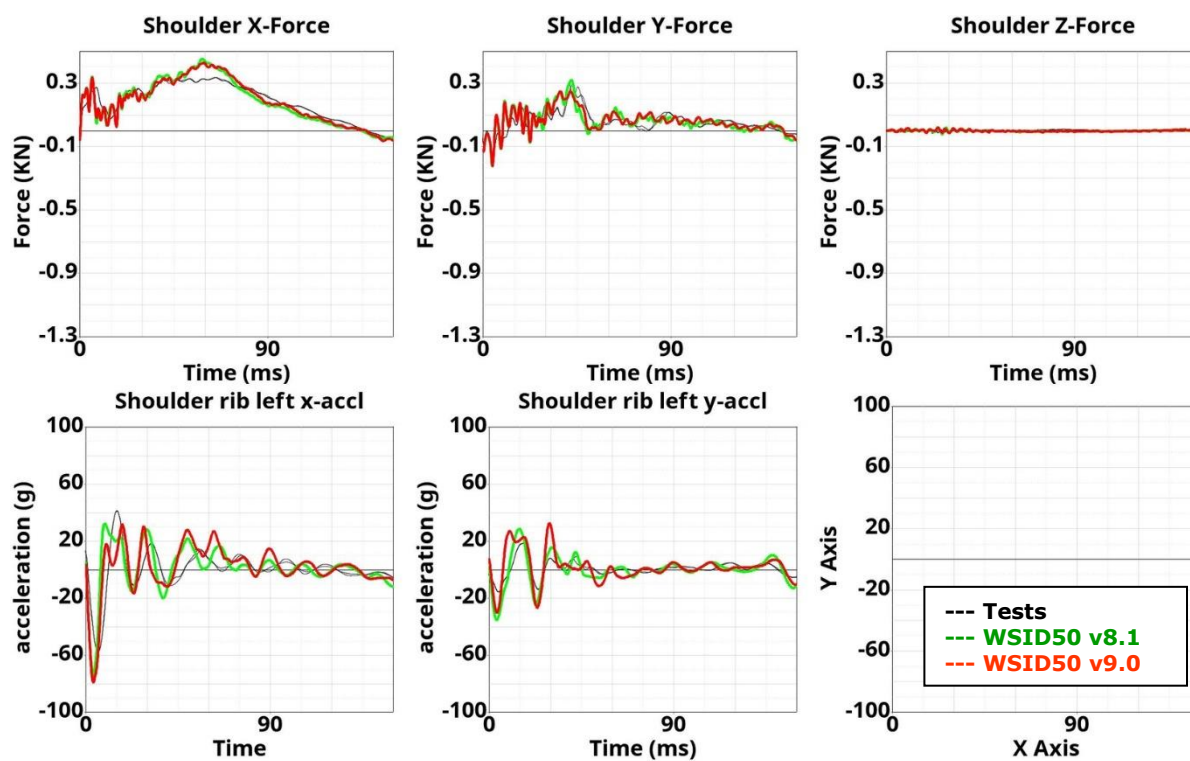 Shoulder X-Force
Shoulder Y-Force
Shoulder Z-Force
Force (KN)
0.3
-0.1
-0.5
-0.9
-1.3
0
90
Time (ms)
Force (KN)
0.3
-0.1
-0.5
-0.9
-1.3
0
90
Time (ms)
Force (KN)
0.3
-0.1
-0.5
-0.9
-1.3
0
90
Time (ms)
Shoulder rib left x-accl
Shoulder rib left y-accl
acceleration (g)
100
60
20
-20
-60
-100
0
90
Time
acceleration (g)
100
60
20
-20
-60
-100
0
90
Time (ms)
Y Axis
100
60
20
-20
-60
-100
0
90
X Axis
--- Tests
--- WSID50 v8.1
--- WSID50 v9.0